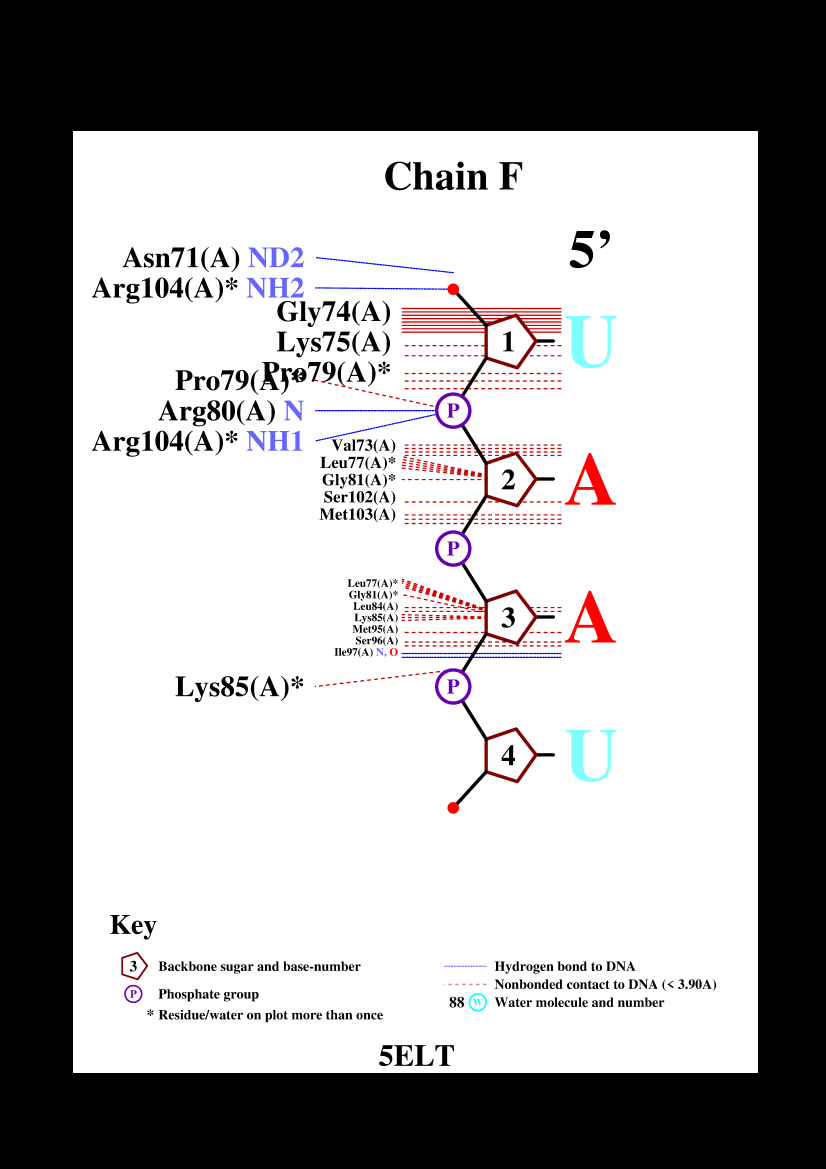 Chain F
5’
Asn71(A) ND2
Arg104(A)* NH2
Gly74(A)
1
U
Lys75(A)
Pro79(A)*
Pro79(A)*
Arg80(A) N
P
Arg104(A)* NH1
Val73(A)
Leu77(A)*
Gly81(A)*
2
A
Ser102(A)
Met103(A)
P
Leu77(A)*
Gly81(A)*
Leu84(A)
Lys85(A)
3
A
Met95(A)
Ser96(A)
Ile97(A) N, O
Lys85(A)*
P
4
U
Key
3 Backbone sugar and base-number
P Phosphate group
* Residue/water on plot more than once
Hydrogen bond to DNA
Nonbonded contact to DNA (< 3.90A)
88 W Water molecule and number
5ELT